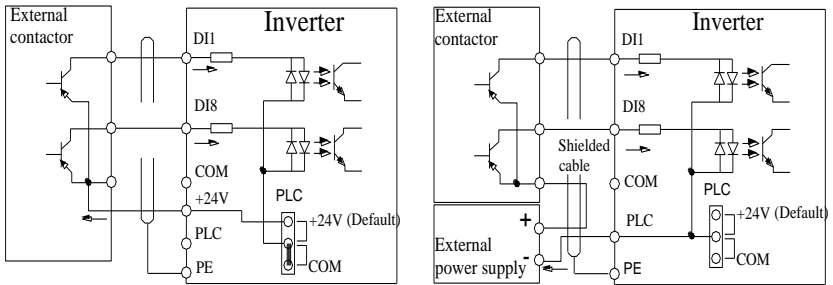 External
contactor
Inverter
DI1
DI8
COM
+24V
PLC
PE
PLC
+24V (Default)
COM
External
contactor
Inverter
DI1
DI8
Shielded
cable
COM
PLC
PE
PLC
+24V (Default)
COM
+
-
External
power supply